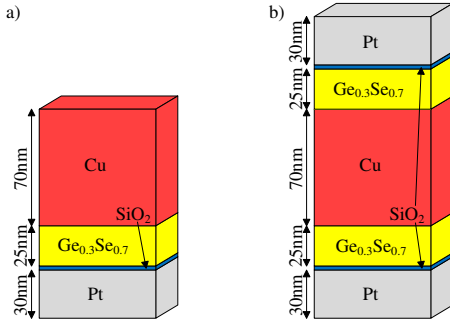 a)
70nm
25nm
30nm
Cu
SiO₂
Ge₀.₃Se₀.₇
Pt
b)
30nm
25nm
70nm
25nm
30nm
Pt
Ge₀.₃Se₀.₇
Cu
SiO₂
Ge₀.₃Se₀.₇
Pt